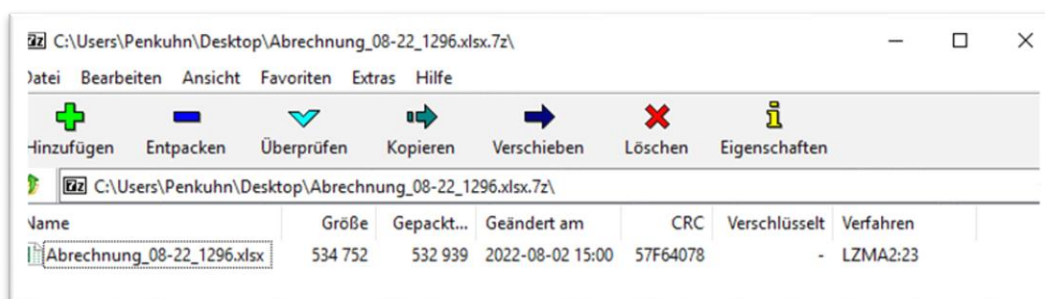 C:\Users\Penkuhn\Desktop\Abrechnung_08-22_1296.xlsx.7z\
Datei Bearbeiten Ansicht Favoriten Extras Hilfe
Hinzufügen Entpacken Überprüfen Kopieren Verschieben Löschen Eigenschaften
C:\Users\Penkuhn\Desktop\Abrechnung_08-22_1296.xlsx.7z\
Name Größe Gepackt... Geändert am CRC Verschlüsselt Verfahren
Abrechnung_08-22_1296.xlsx 534 752 532 939 2022-08-02 15:00 57F64078 - LZMA2:23